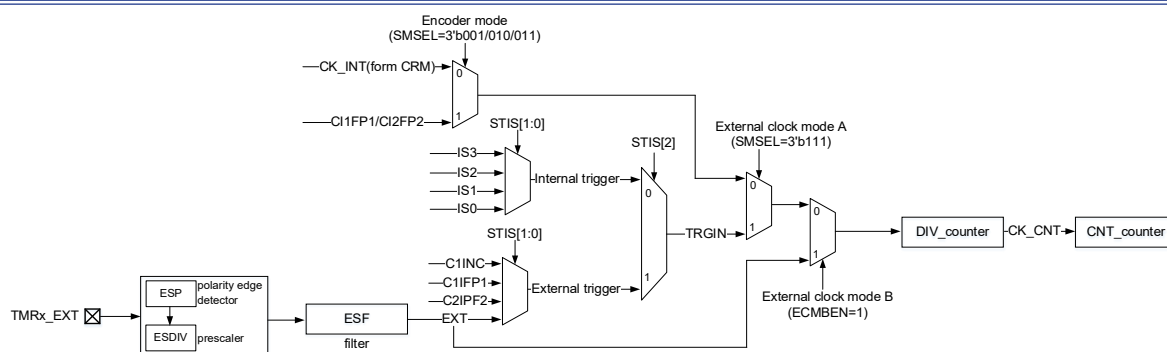 Encoder mode
(SMSEL=3'b001/010/011)
CK_INT(form CRM)
0
1
CI1FP1/CI2FP2
STIS[1:0]
IS3
IS2
IS1
IS0
Internal trigger
STIS[2]
0
1
External clock mode A
(SMSEL=3'b111)
0
1
TRGIN
0
1
DIV_counter
CK_CNT
CNT_counter
STIS[1:0]
C1INC
C1IFP1
C2IPF2
EXT
External trigger
External clock mode B
(ECMBEN=1)
TMRx_EXT
ESP
polarity edge
detector
ESDIV
prescaler
ESF
filter